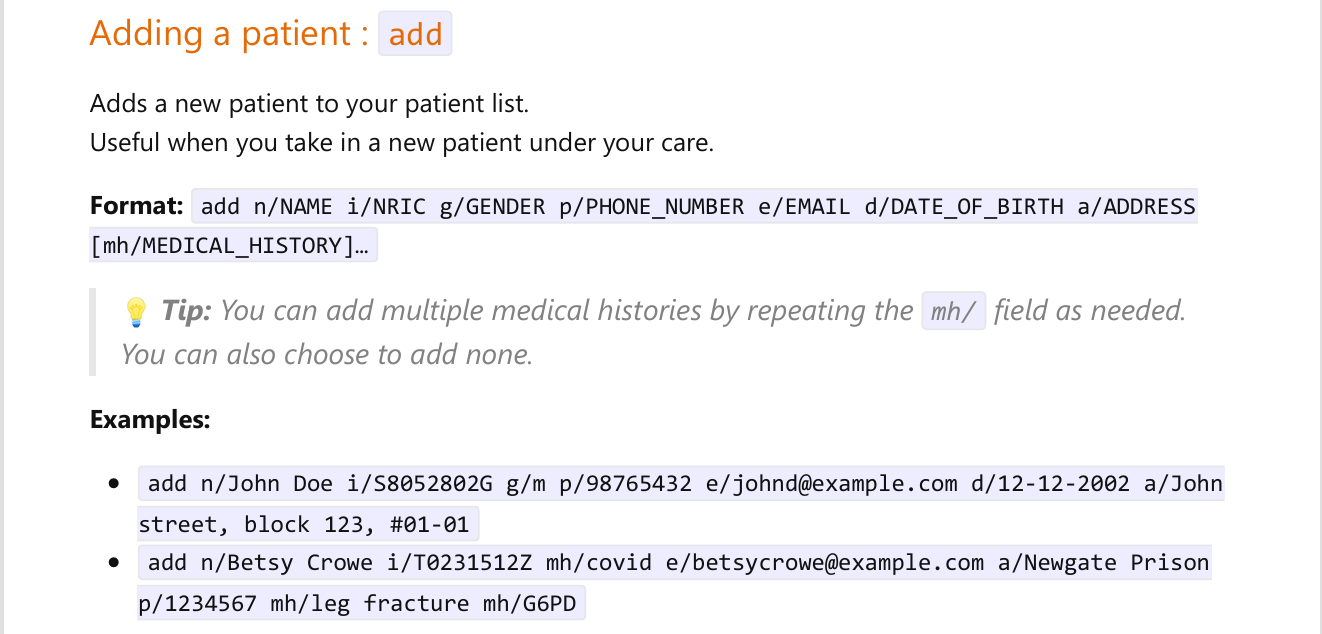 Adding a patient : add
Adds a new patient to your patient list.
Useful when you take in a new patient under your care.
Format: add n/NAME i/NRIC g/GENDER p/PHONE_NUMBER e/EMAIL d/DATE_OF_BIRTH a/ADDRESS
[mh/MEDICAL_HISTORY]…
💡 Tip: You can add multiple medical histories by repeating the mh/ field as needed.
You can also choose to add none.
Examples:
• add n/John Doe i/S8052802G g/m p/98765432 e/johnd@example.com d/12-12-2002 a/John
street, block 123, #01-01
• add n/Betsy Crowe i/T0231512Z mh/covid e/betsycrowe@example.com a/Newgate Prison
p/1234567 mh/leg fracture mh/G6PD